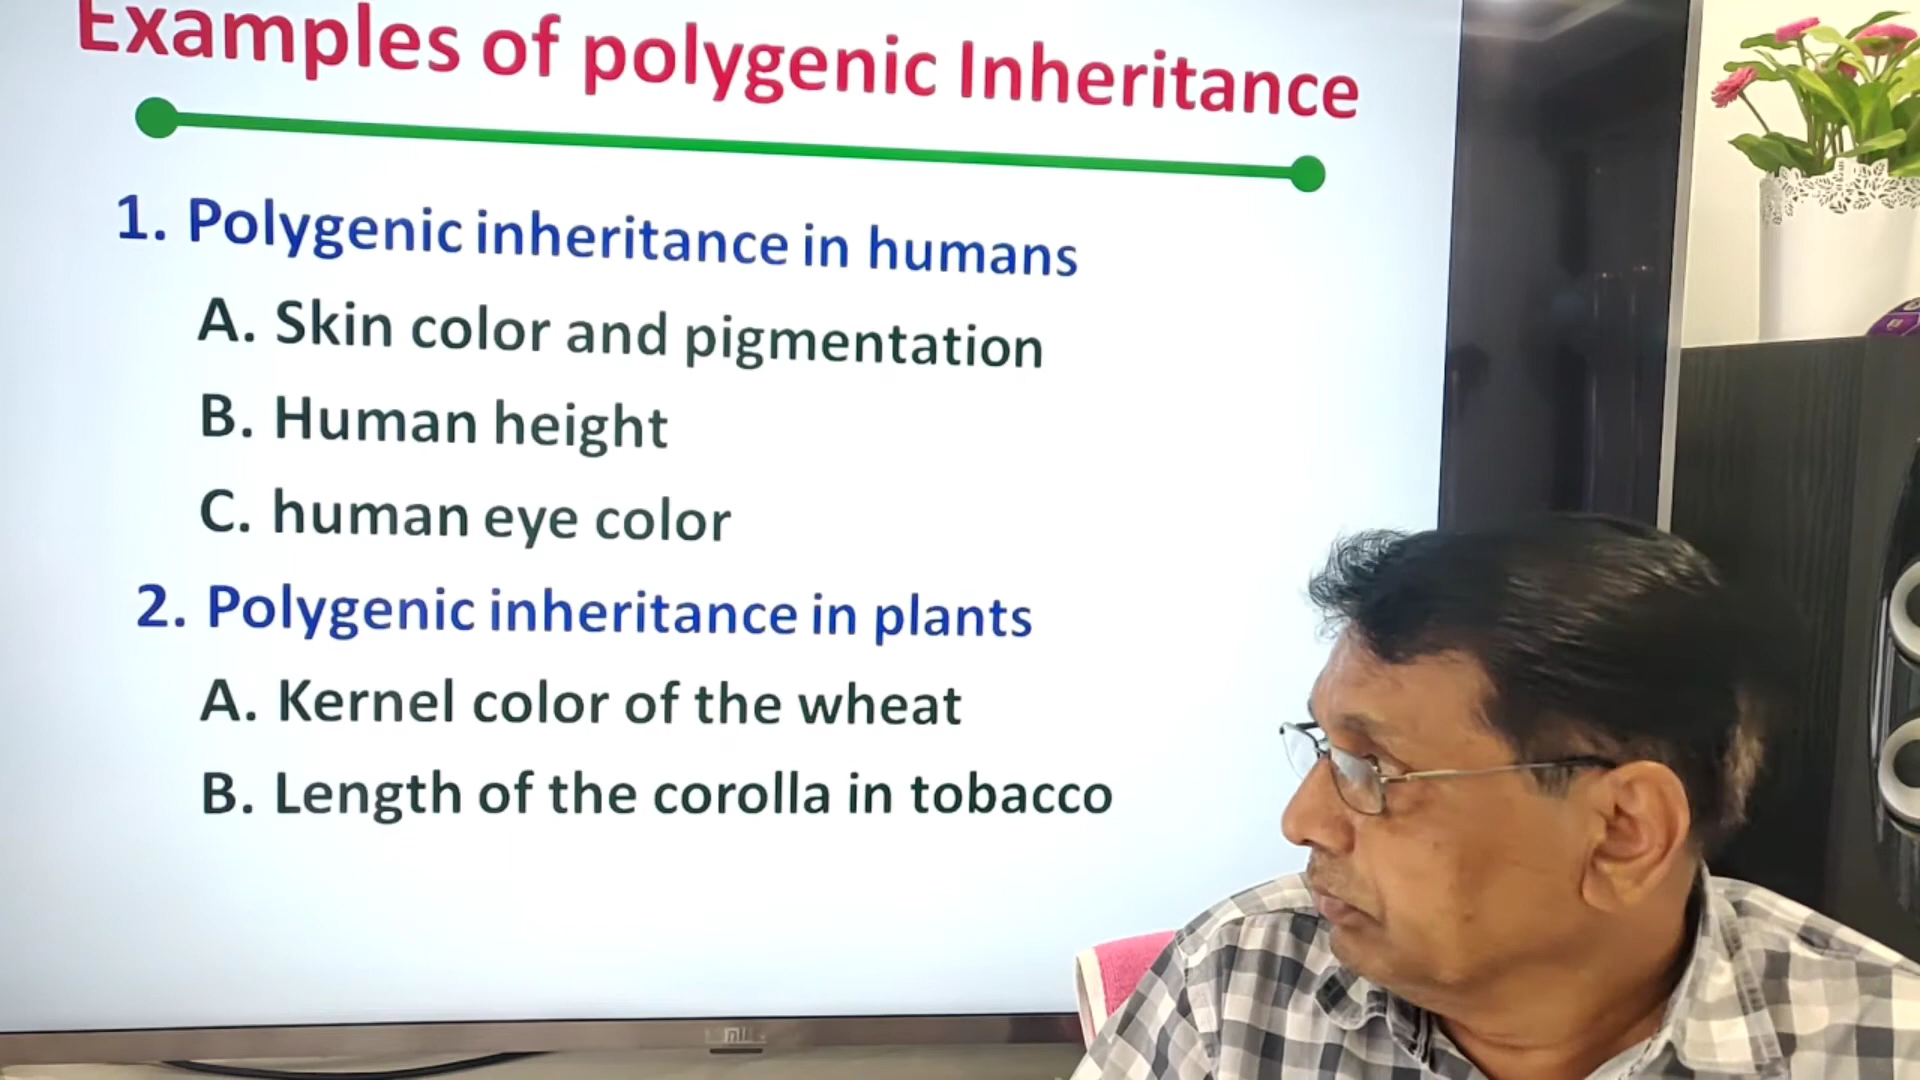 Examples of polygenic Inheritance
1. Polygenic inheritance in humans
A. Skin color and pigmentation
B. Human height
C. human eye color
2. Polygenic inheritance in plants
A. Kernel color of the wheat
B. Length of the corolla in tobacco
mi